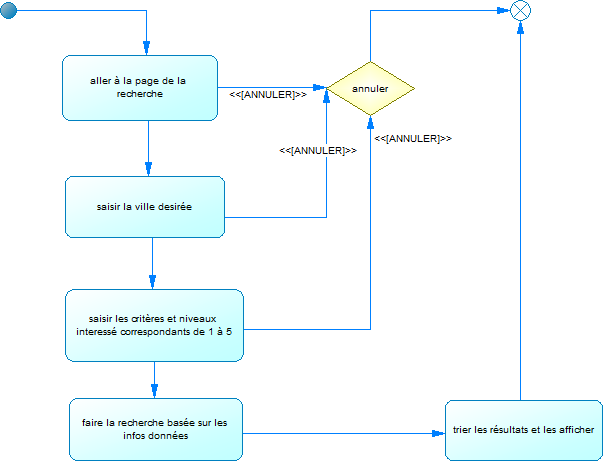 aller à la page de la
recherche
<<[ANNULER]>>
annuler
<<[ANNULER]>>
<<[ANNULER]>>
saisir la ville desirée
saisir les critères et niveaux
interessé correspondants de 1 à 5
faire la recherche basée sur les
infos données
trier les résultats et les afficher